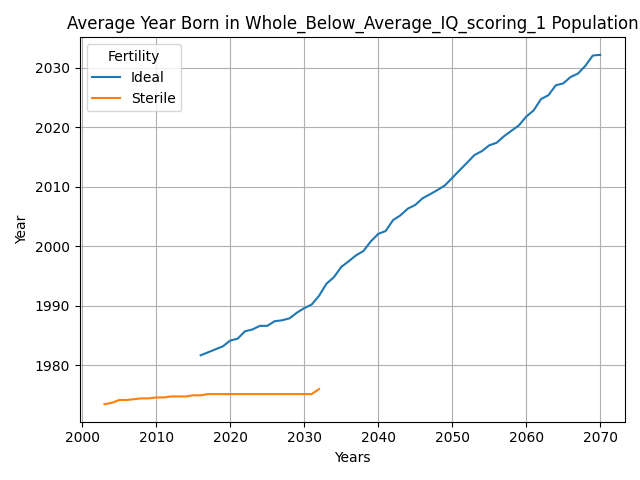 Average Year Born in Whole_Below_Average_IQ_scoring_1 Population
Fertility
Ideal
Sterile
2030
2020
2010
2000
1990
1980
Year
2000 2010 2020 2030 2040 2050 2060 2070
Years